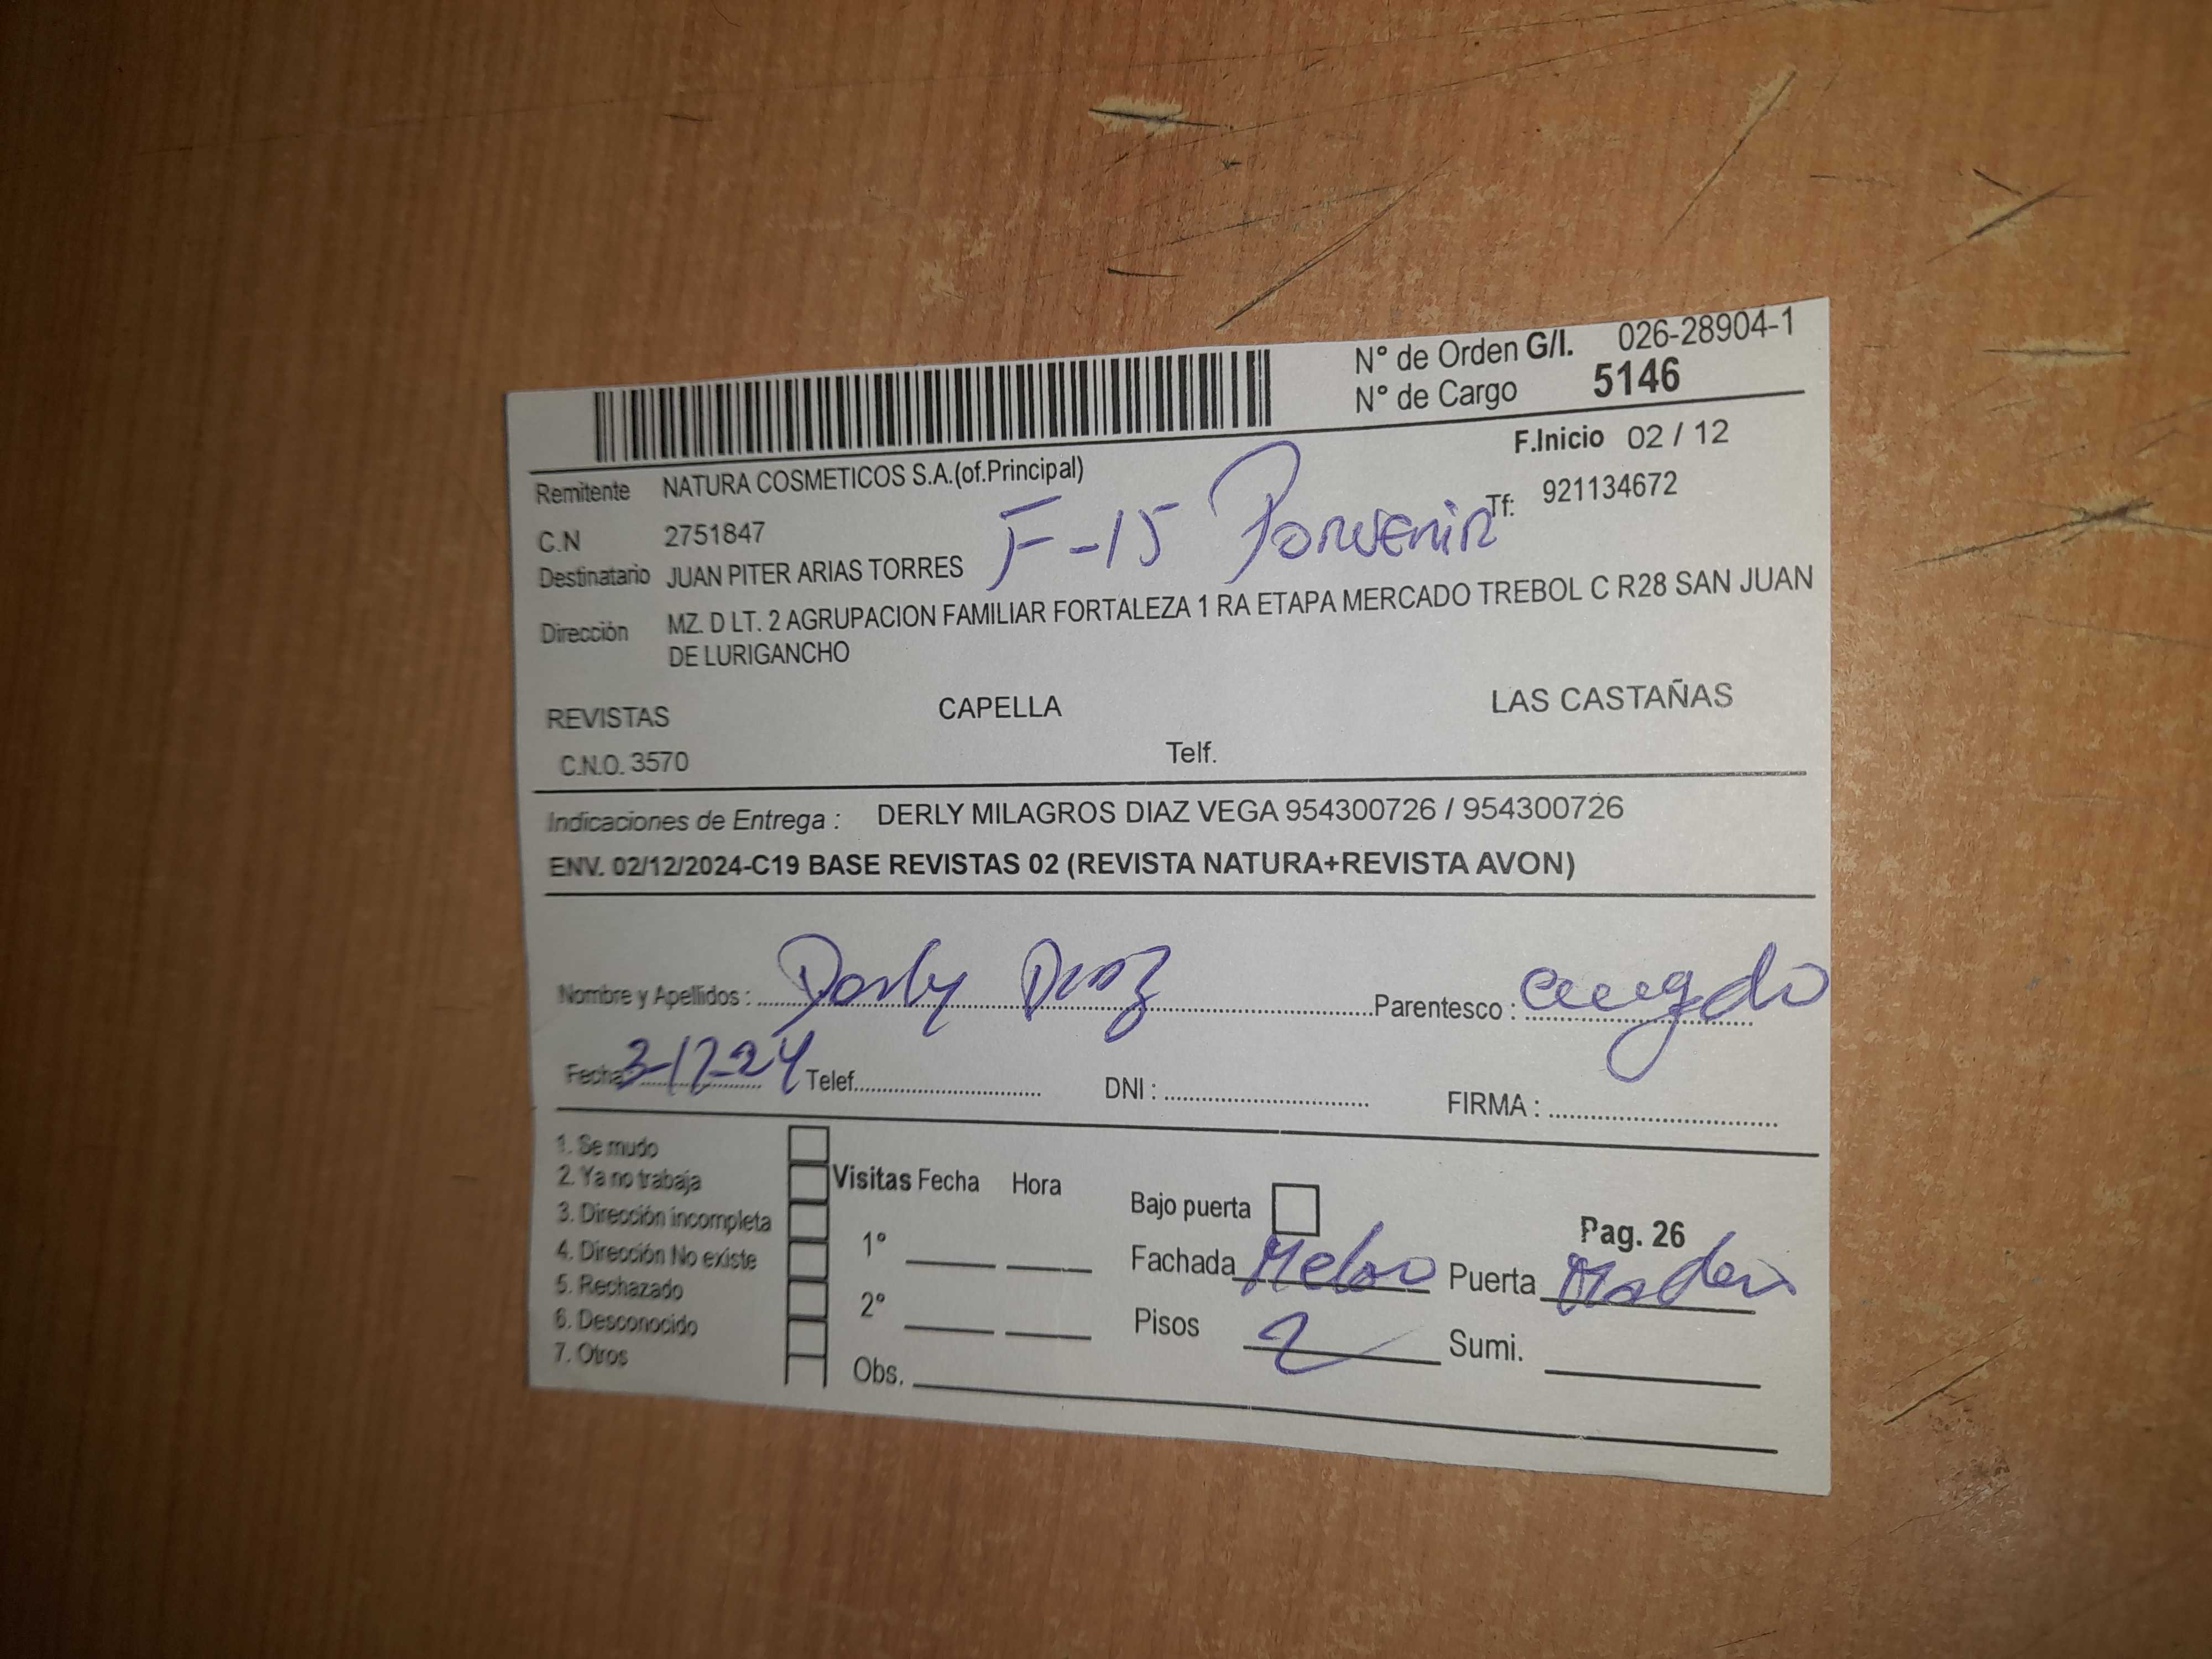 N° de Orden G/I. 026-28904-1
N° de Cargo 5146
F.Inicio 02 / 12
Remitente NATURA COSMETICOS S.A.(of.Principal)
Tf: 921134672
C.N 2751847
F-15 Porvenir
Destinatario JUAN PITER ARIAS TORRES
Dirección MZ. D LT. 2 AGRUPACION FAMILIAR FORTALEZA 1 RA ETAPA MERCADO TREBOL C R28 SAN JUAN
DE LURIGANCHO
REVISTAS CAPELLA LAS CASTAÑAS
C.N.O. 3570 Telf.
Indicaciones de Entrega : DERLY MILAGROS DIAZ VEGA 954300726 / 954300726
ENV. 02/12/2024-C19 BASE REVISTAS 02 (REVISTA NATURA+REVISTA AVON)
Nombre y Apellidos : Derly Diaz Parentesco :
Fecha 3-12-24 Telef. DNI : FIRMA :
1. Se mudo
2. Ya no trabaja
3. Dirección incompleta
4. Dirección No existe
5. Rechazado
6. Desconocido
7. Otros
Visitas Fecha Hora
1°
2°
Obs.
Bajo puerta Pag. 26
Fachada Melon Puerta Madera
Pisos 2 Sumi.